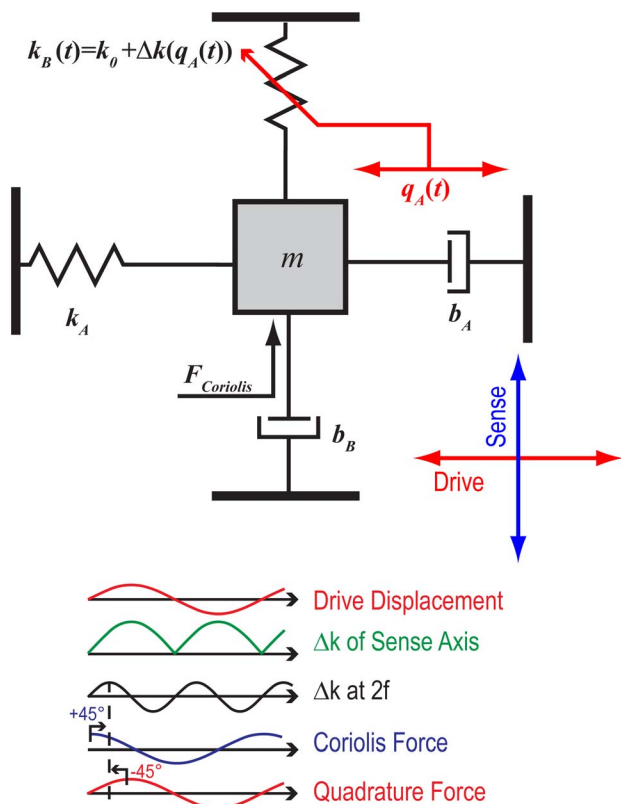 k_B(t)=k_0+Δk(q_A(t))
q_A(t)
m
k_A
b_A
F_Coriolis
b_B
Sense
Drive
Drive Displacement
Δk of Sense Axis
Δk at 2f
+45°
Coriolis Force
-45°
Quadrature Force